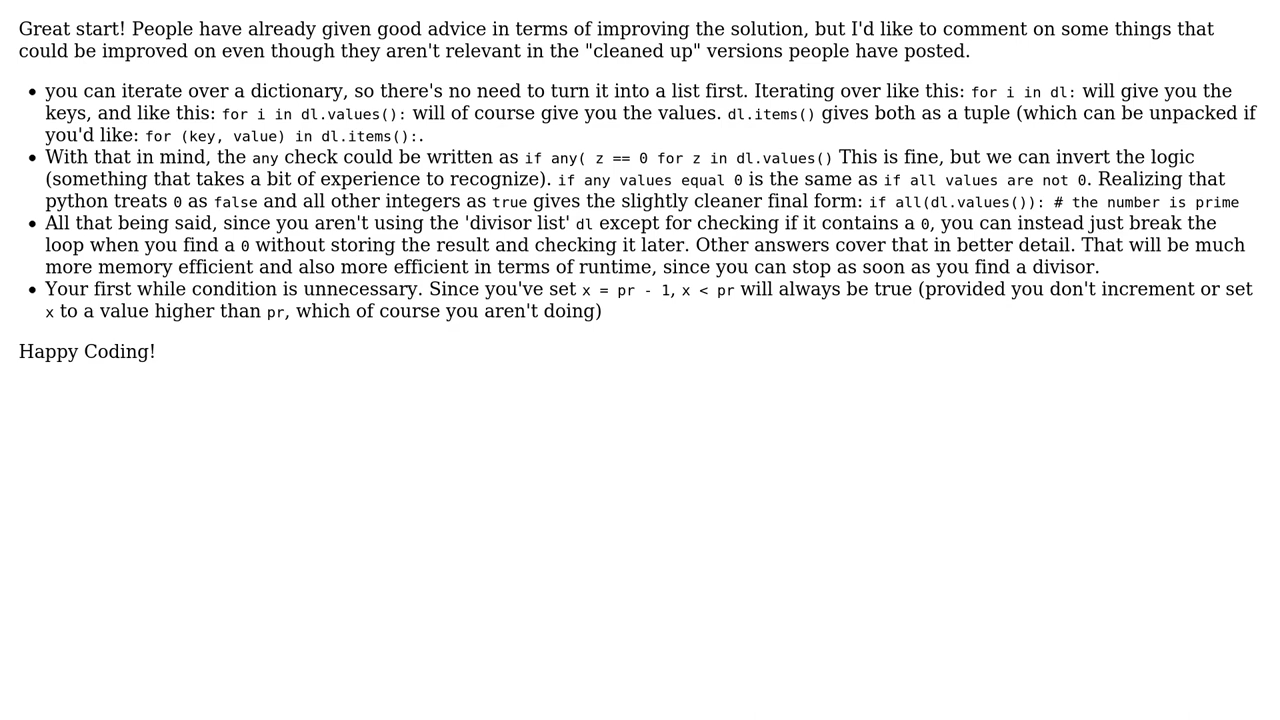 Great start! People have already given good advice in terms of improving the solution, but I'd like to comment on some things that
could be improved on even though they aren't relevant in the "cleaned up" versions people have posted.
• you can iterate over a dictionary, so there's no need to turn it into a list first. Iterating over like this: for i in dl: will give you the
keys, and like this: for i in dl.values(): will of course give you the values. dl.items() gives both as a tuple (which can be unpacked if
you'd like: for (key, value) in dl.items():.
• With that in mind, the any check could be written as if any( z == 0 for z in dl.values() This is fine, but we can invert the logic
(something that takes a bit of experience to recognize). if any values equal 0 is the same as if all values are not 0. Realizing that
python treats 0 as false and all other integers as true gives the slightly cleaner final form: if all(dl.values()): # the number is prime
• All that being said, since you aren't using the 'divisor list' dl except for checking if it contains a 0, you can instead just break the
loop when you find a 0 without storing the result and checking it later. Other answers cover that in better detail. That will be much
more memory efficient and also more efficient in terms of runtime, since you can stop as soon as you find a divisor.
• Your first while condition is unnecessary. Since you've set x = pr - 1, x < pr will always be true (provided you don't increment or set
x to a value higher than pr, which of course you aren't doing)
Happy Coding!